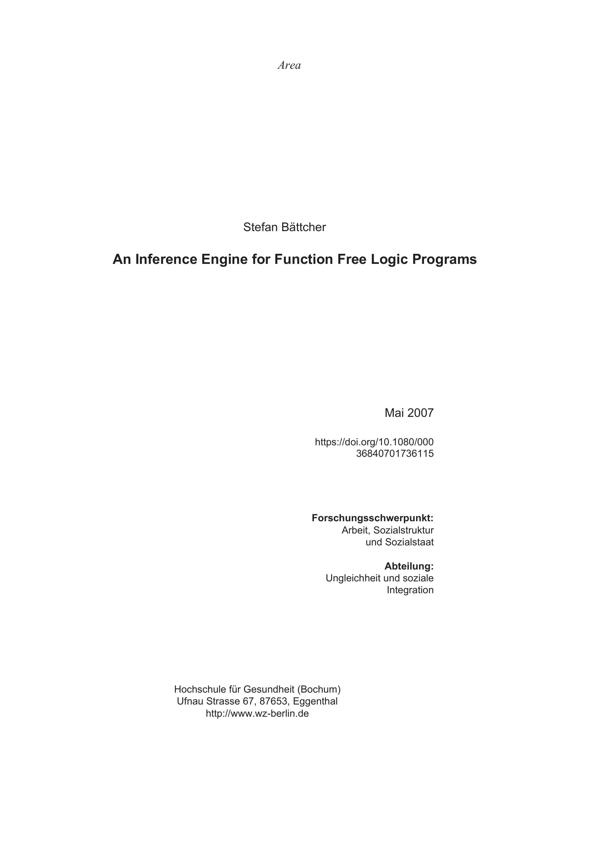 Area
Stefan Bättcher
An Inference Engine for Function Free Logic Programs
Mai 2007
https://doi.org/10.1080/000
36840701736115
Forschungsschwerpunkt:
Arbeit, Sozialstruktur
und Sozialstaat
Abteilung:
Ungleichheit und soziale
Integration
Hochschule für Gesundheit (Bochum)
Ufnau Strasse 67, 87653, Eggenthal
http://www.wz-berlin.de